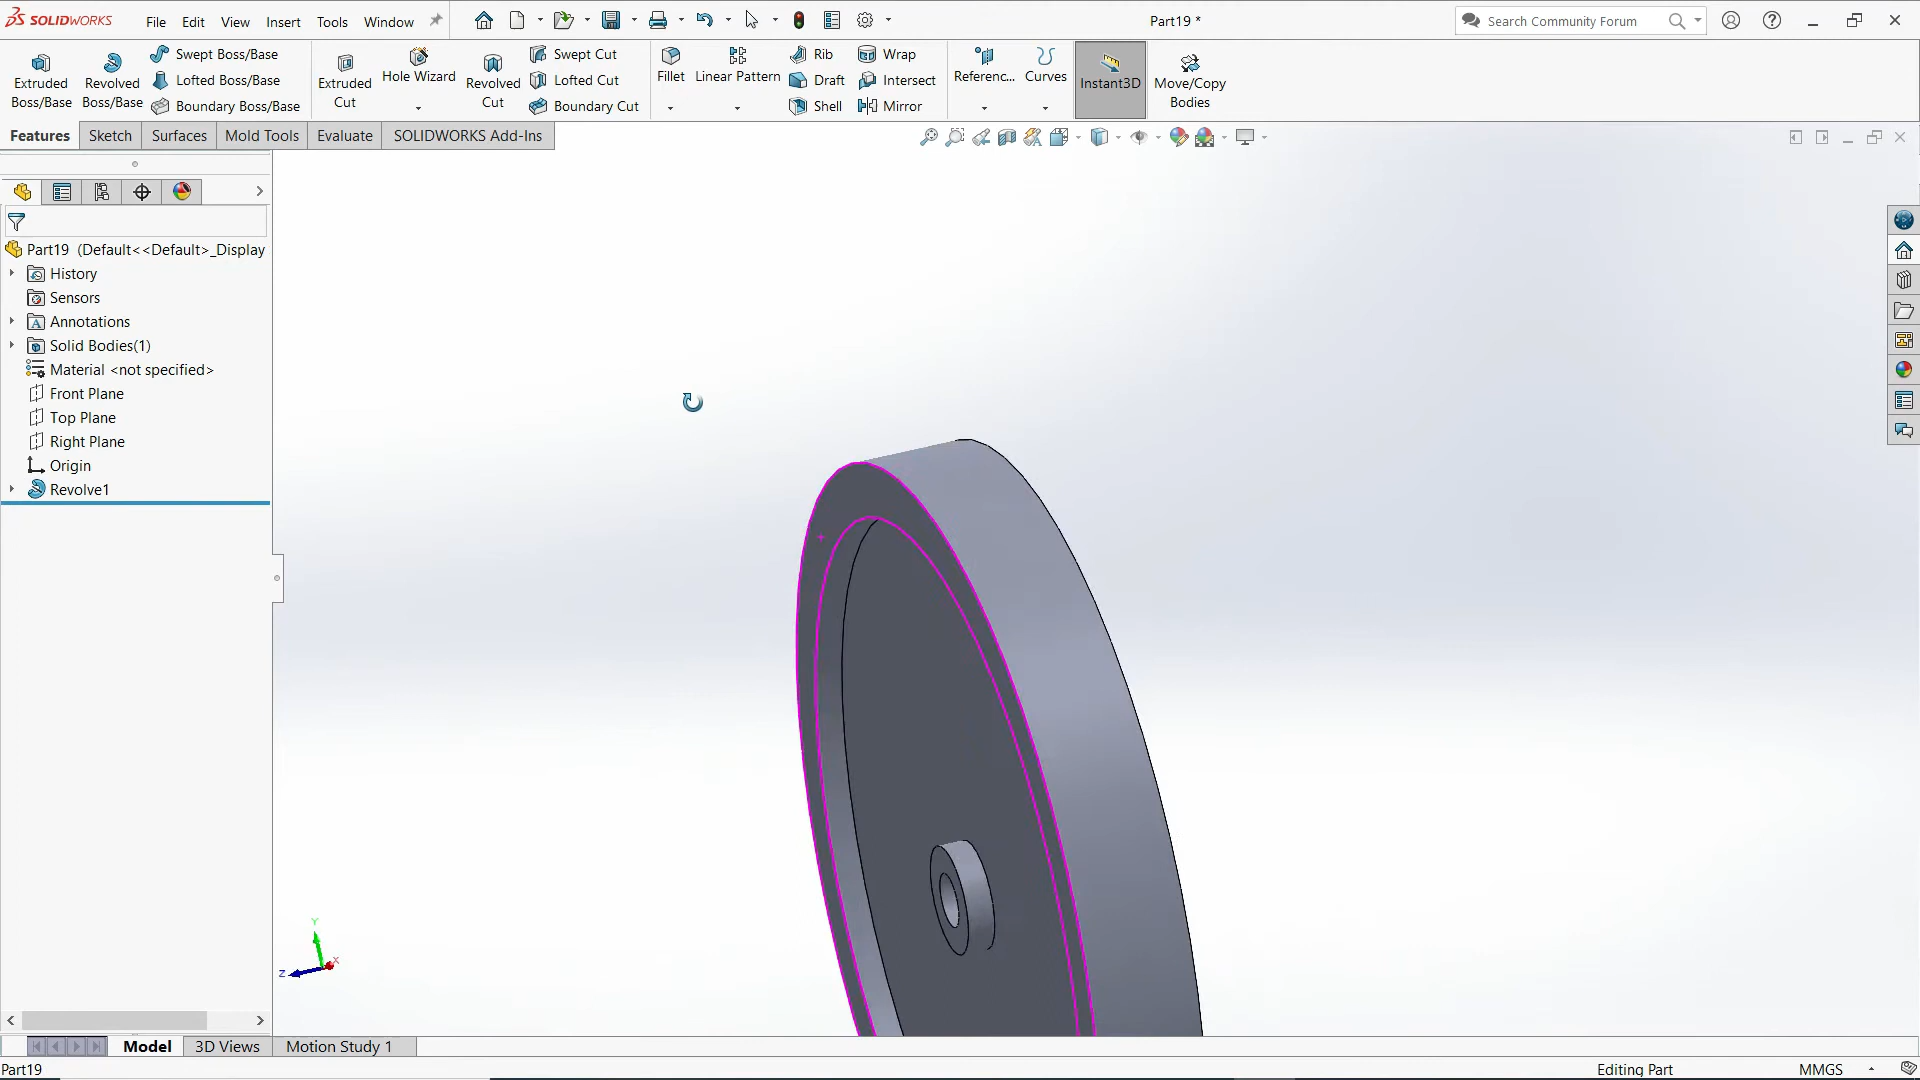 SOLIDWORKS File Edit View Insert Tools Window Part19 * Search Community Forum
Extruded Boss/Base
Revolved Boss/Base
Swept Boss/Base
Lofted Boss/Base
Boundary Boss/Base
Extruded Cut
Hole Wizard
Revolved Cut
Swept Cut
Lofted Cut
Boundary Cut
Fillet
Linear Pattern
Rib
Draft
Shell
Wrap
Intersect
Mirror
Referenc...
Curves
Instant3D
Move/Copy Bodies
Features Sketch Surfaces Mold Tools Evaluate SOLIDWORKS Add-Ins
Part19 (Default<<Default>_Display
History
Sensors
Annotations
Solid Bodies(1)
Material <not specified>
Front Plane
Top Plane
Right Plane
Origin
Revolve1
Y
X
Z
Model 3D Views Motion Study 1
Part19 Editing Part MMGS